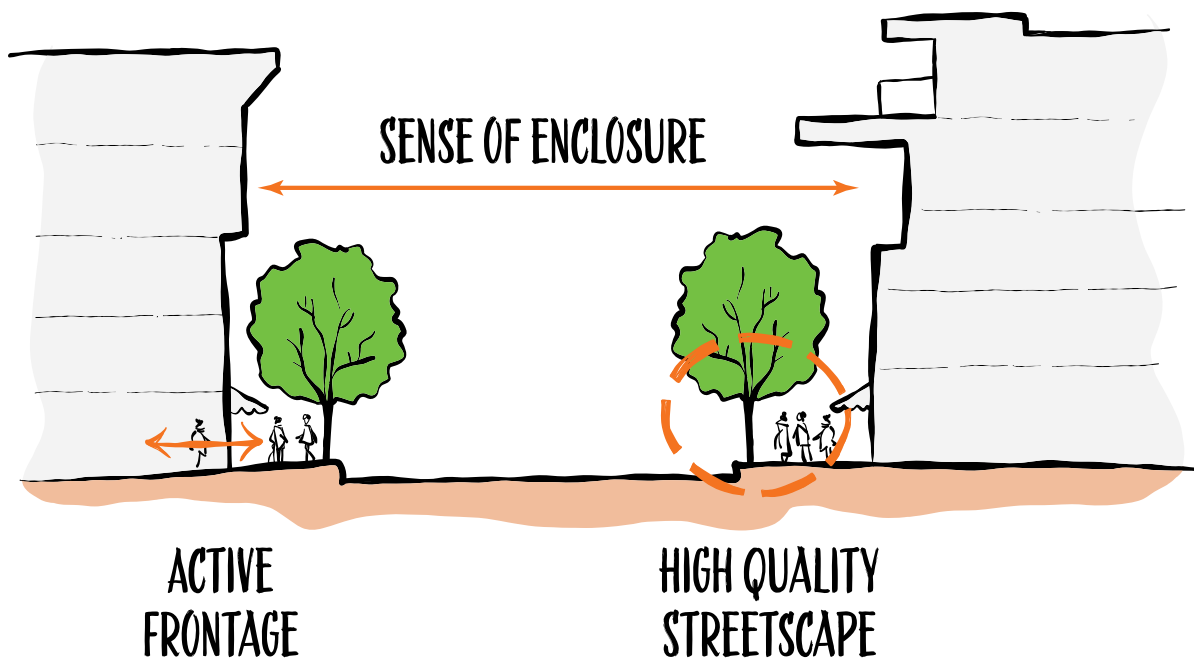 SENSE OF ENCLOSURE
ACTIVE
FRONTAGE
HIGH QUALITY
STREETSCAPE